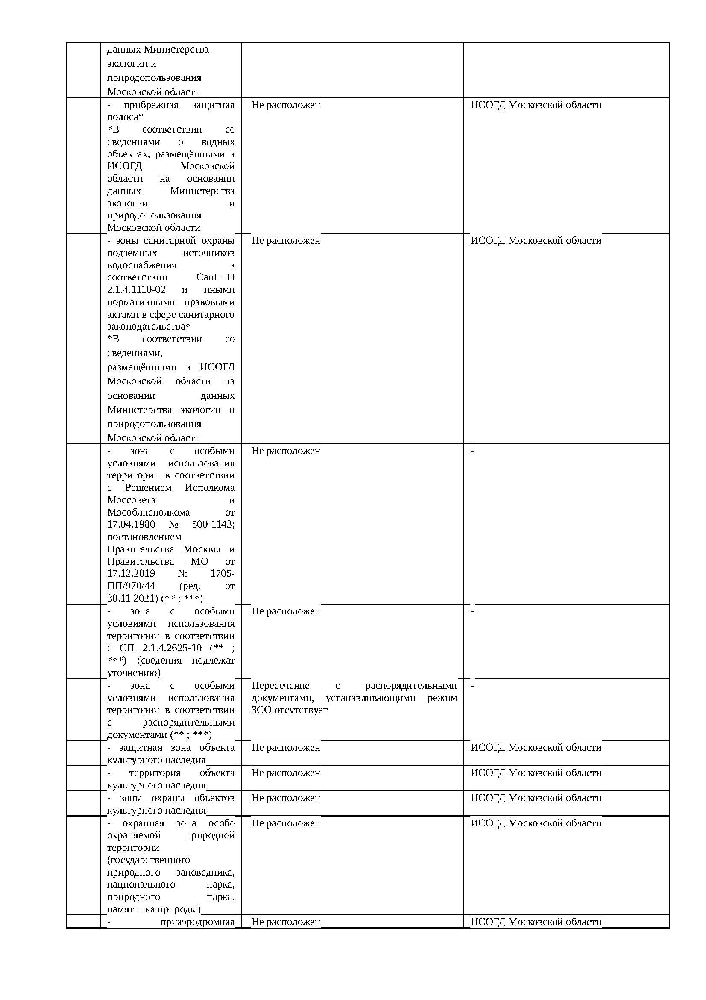 данных Министерства
экологии и
природопользования
Московской области
- прибрежная защитная
полоса*
*В соответствии со
сведениями о водных
объектах, размещёнными в
ИСОГД Московской
области на основании
данных Министерства
экологии и
природопользования
Московской области
Не расположен
ИСОГД Московской области
- зоны санитарной охраны
подземных источников
водоснабжения в
соответствии СанПиН
2.1.4.1110-02 и иными
нормативными правовыми
актами в сфере санитарного
законодательства*
*В соответствии со
сведениями,
размещёнными в ИСОГД
Московской области на
основании данных
Министерства экологии и
природопользования
Московской области
Не расположен
ИСОГД Московской области
- зона с особыми
условиями использования
территории в соответствии
с Решением Исполкома
Моссовета и
Мособлисполкома от
17.04.1980 № 500-1143;
постановлением
Правительства Москвы и
Правительства МО от
17.12.2019 № 1705-
ПП/970/44 (ред. от
30.11.2021) (** ; ***)
Не расположен
-
- зона с особыми
условиями использования
территории в соответствии
с СП 2.1.4.2625-10 (** ;
***) (сведения подлежат
уточнению)
Не расположен
-
- зона с особыми
условиями использования
территории в соответствии
с распорядительными
документами (** ; ***)
Пересечение с распорядительными
документами, устанавливающими режим
ЗСО отсутствует
-
- защитная зона объекта
культурного наследия
Не расположен
ИСОГД Московской области
- территория объекта
культурного наследия
Не расположен
ИСОГД Московской области
- зоны охраны объектов
культурного наследия
Не расположен
ИСОГД Московской области
- охранная зона особо
охраняемой природной
территории
(государственного
природного заповедника,
национального парка,
природного парка,
памятника природы)
Не расположен
ИСОГД Московской области
- приаэродромная
Не расположен
ИСОГД Московской области